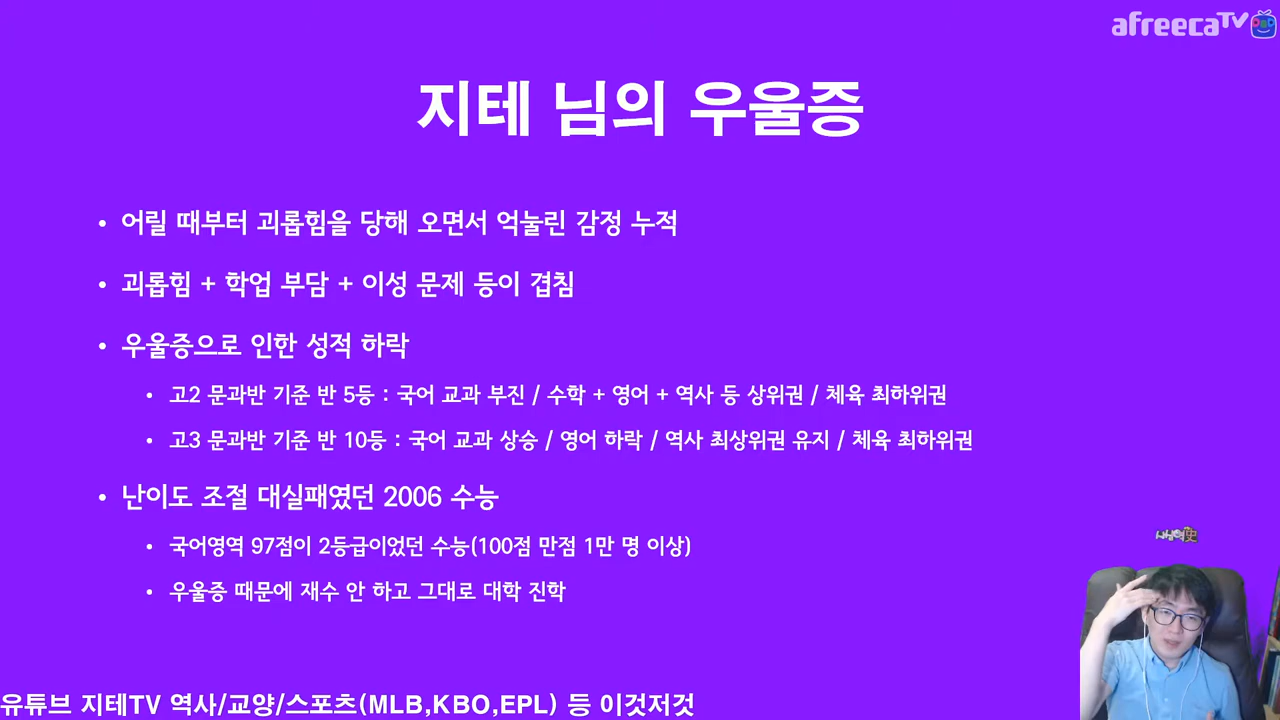 afreecaTV
지테 님의 우울증
• 어릴 때부터 괴롭힘을 당해 오면서 억눌린 감정 누적
• 괴롭힘 + 학업 부담 + 이성 문제 등이 겹침
• 우울증으로 인한 성적 하락
• 고2 문과반 기준 반 5등 : 국어 교과 부진 / 수학 + 영어 + 역사 등 상위권 / 체육 최하위권
• 고3 문과반 기준 반 10등 : 국어 교과 상승 / 영어 하락 / 역사 최상위권 유지 / 체육 최하위권
• 난이도 조절 대실패였던 2006 수능
• 국어영역 97점이 2등급이었던 수능(100점 만점 1만 명 이상)
• 우울증 때문에 재수 안 하고 그대로 대학 진학
유튜브 지테TV 역사/교양/스포츠(MLB,KBO,EPL) 등 이것저것